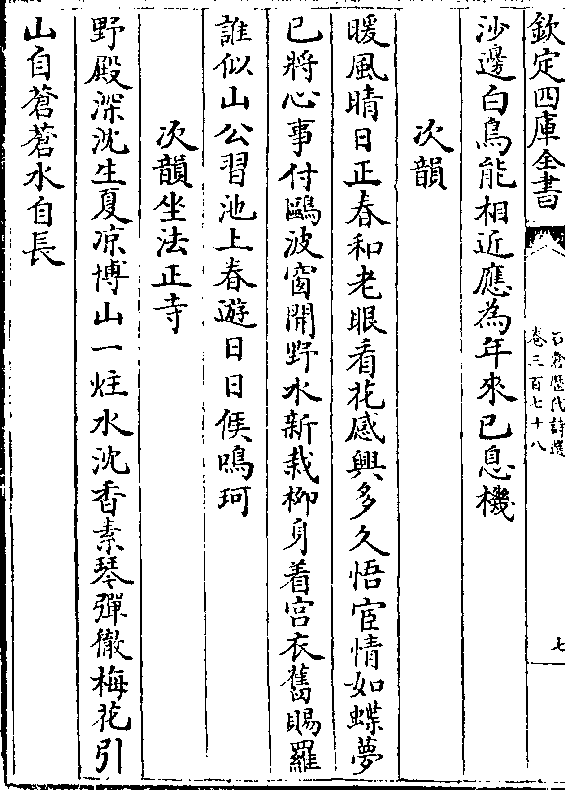 欽定四庫全書
石倉歷代詩選
卷三百七十八
七
沙邊白鳥能相近應為年來已息機
次韻
暖風晴日正春和老眼看花感興多久悟宦情如蝶夢
已將心事付鷗波窗開野水新栽柳身着宮衣舊賜羅
誰似山公習池上春遊日日候鳴珂
次韻坐法正寺
野殿深沈生夏凉博山一炷水沈香素琴彈徹梅花引
山自蒼蒼水自長